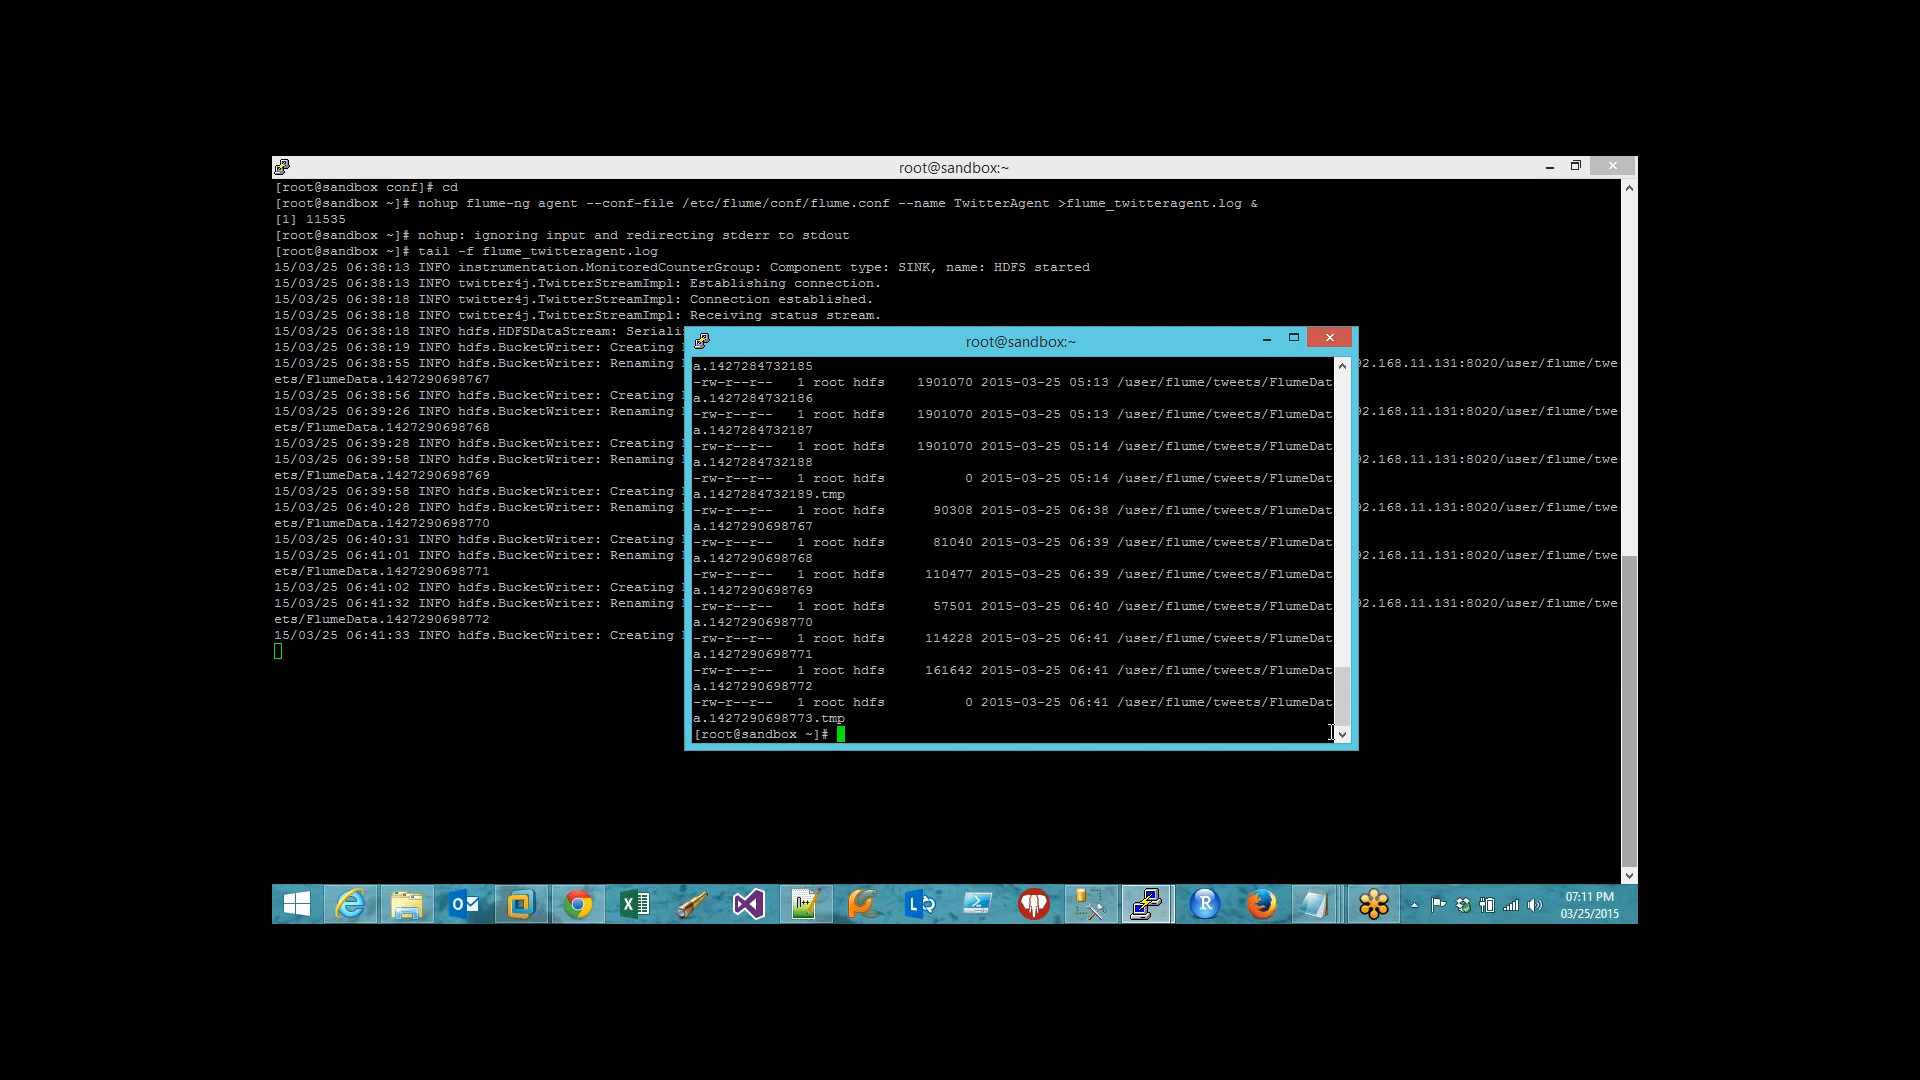 root@sandbox:~
[root@sandbox conf]# cd
[root@sandbox ~]# nohup flume-ng agent --conf-file /etc/flume/conf/flume.conf --name TwitterAgent >flume_twitteragent.log &
[1] 11535
[root@sandbox ~]# nohup: ignoring input and redirecting stderr to stdout
[root@sandbox ~]# tail -f flume_twitteragent.log
15/03/25 06:38:13 INFO instrumentation.MonitoredCounterGroup: Component type: SINK, name: HDFS started
15/03/25 06:38:13 INFO twitter4j.TwitterStreamImpl: Establishing connection.
15/03/25 06:38:18 INFO twitter4j.TwitterStreamImpl: Connection established.
15/03/25 06:38:18 INFO twitter4j.TwitterStreamImpl: Receiving status stream.
15/03/25 06:38:18 INFO hdfs.HDFSDataStream: Seriali
15/03/25 06:38:19 INFO hdfs.BucketWriter: Creating
15/03/25 06:38:55 INFO hdfs.BucketWriter: Renaming 92.168.11.131:8020/user/flume/twe
ets/FlumeData.1427290698767
15/03/25 06:38:56 INFO hdfs.BucketWriter: Creating
15/03/25 06:39:26 INFO hdfs.BucketWriter: Renaming 92.168.11.131:8020/user/flume/twe
ets/FlumeData.1427290698768
15/03/25 06:39:28 INFO hdfs.BucketWriter: Creating
15/03/25 06:39:58 INFO hdfs.BucketWriter: Renaming 92.168.11.131:8020/user/flume/twe
ets/FlumeData.1427290698769
15/03/25 06:39:58 INFO hdfs.BucketWriter: Creating
15/03/25 06:40:28 INFO hdfs.BucketWriter: Renaming 92.168.11.131:8020/user/flume/twe
ets/FlumeData.1427290698770
15/03/25 06:40:31 INFO hdfs.BucketWriter: Creating
15/03/25 06:41:01 INFO hdfs.BucketWriter: Renaming 92.168.11.131:8020/user/flume/twe
ets/FlumeData.1427290698771
15/03/25 06:41:02 INFO hdfs.BucketWriter: Creating
15/03/25 06:41:32 INFO hdfs.BucketWriter: Renaming 92.168.11.131:8020/user/flume/twe
ets/FlumeData.1427290698772
15/03/25 06:41:33 INFO hdfs.BucketWriter: Creating
root@sandbox:~
a.1427284732185
-rw-r--r-- 1 root hdfs 1901070 2015-03-25 05:13 /user/flume/tweets/FlumeDat
a.1427284732186
-rw-r--r-- 1 root hdfs 1901070 2015-03-25 05:13 /user/flume/tweets/FlumeDat
a.1427284732187
-rw-r--r-- 1 root hdfs 1901070 2015-03-25 05:14 /user/flume/tweets/FlumeDat
a.1427284732188
-rw-r--r-- 1 root hdfs 0 2015-03-25 05:14 /user/flume/tweets/FlumeDat
a.1427284732189.tmp
-rw-r--r-- 1 root hdfs 90308 2015-03-25 06:38 /user/flume/tweets/FlumeDat
a.1427290698767
-rw-r--r-- 1 root hdfs 81040 2015-03-25 06:39 /user/flume/tweets/FlumeDat
a.1427290698768
-rw-r--r-- 1 root hdfs 110477 2015-03-25 06:39 /user/flume/tweets/FlumeDat
a.1427290698769
-rw-r--r-- 1 root hdfs 57501 2015-03-25 06:40 /user/flume/tweets/FlumeDat
a.1427290698770
-rw-r--r-- 1 root hdfs 114228 2015-03-25 06:41 /user/flume/tweets/FlumeDat
a.1427290698771
-rw-r--r-- 1 root hdfs 161642 2015-03-25 06:41 /user/flume/tweets/FlumeDat
a.1427290698772
-rw-r--r-- 1 root hdfs 0 2015-03-25 06:41 /user/flume/tweets/FlumeDat
a.1427290698773.tmp
[root@sandbox ~]#
07:11 PM
03/25/2015